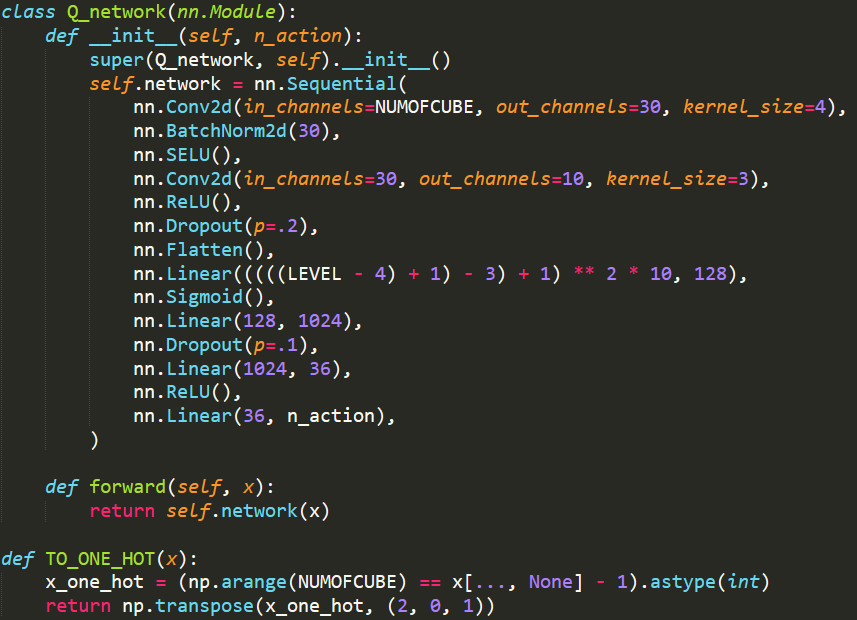 class Q_network(nn.Module):
    def __init__(self, n_action):
        super(Q_network, self).__init__()
        self.network = nn.Sequential(
            nn.Conv2d(in_channels=NUMOFCUBE, out_channels=30, kernel_size=4),
            nn.BatchNorm2d(30),
            nn.SELU(),
            nn.Conv2d(in_channels=30, out_channels=10, kernel_size=3),
            nn.ReLU(),
            nn.Dropout(p=.2),
            nn.Flatten(),
            nn.Linear(((((LEVEL - 4) + 1) - 3) + 1) ** 2 * 10, 128),
            nn.Sigmoid(),
            nn.Linear(128, 1024),
            nn.Dropout(p=.1),
            nn.Linear(1024, 36),
            nn.ReLU(),
            nn.Linear(36, n_action),
        )
    def forward(self, x):
        return self.network(x)
def TO_ONE_HOT(x):
    x_one_hot = (np.arange(NUMOFCUBE) == x[..., None] - 1).astype(int)
    return np.transpose(x_one_hot, (2, 0, 1))